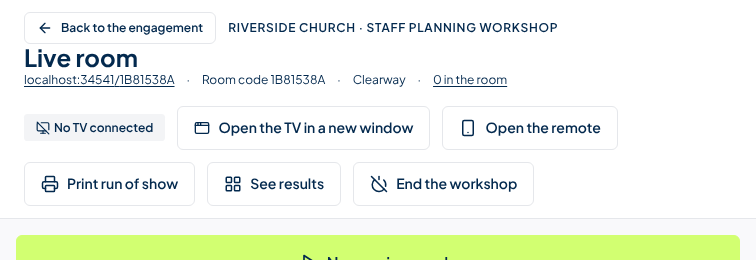 Back to the engagement
RIVERSIDE CHURCH · STAFF PLANNING WORKSHOP
Live room
localhost:34541/1B81538A · Room code 1B81538A · Clearway · 0 in the room
No TV connected
Open the TV in a new window
Open the remote
Print run of show
See results
End the workshop